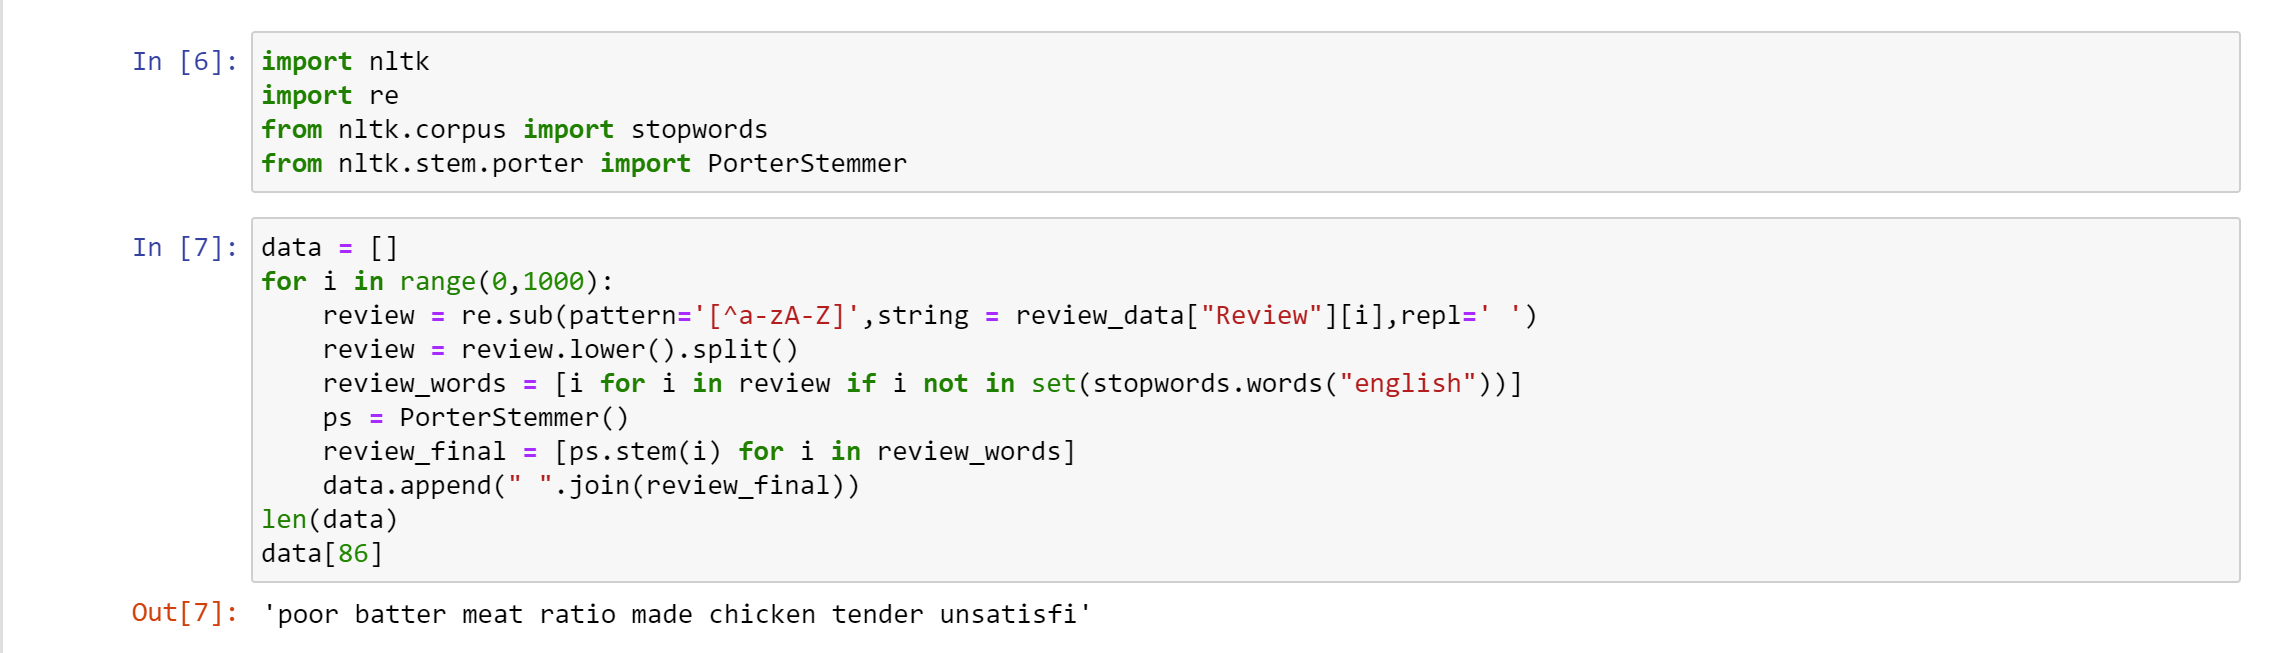 In [6]: import nltk
import re
from nltk.corpus import stopwords
from nltk.stem.porter import PorterStemmer
In [7]: data = []
for i in range(0,1000):
    review = re.sub(pattern='[^a-zA-Z]',string = review_data["Review"][i],repl=' ')
    review = review.lower().split()
    review_words = [i for i in review if i not in set(stopwords.words("english"))]
    ps = PorterStemmer()
    review_final = [ps.stem(i) for i in review_words]
    data.append(" ".join(review_final))
len(data)
data[86]
Out[7]: 'poor batter meat ratio made chicken tender unsatisfi'